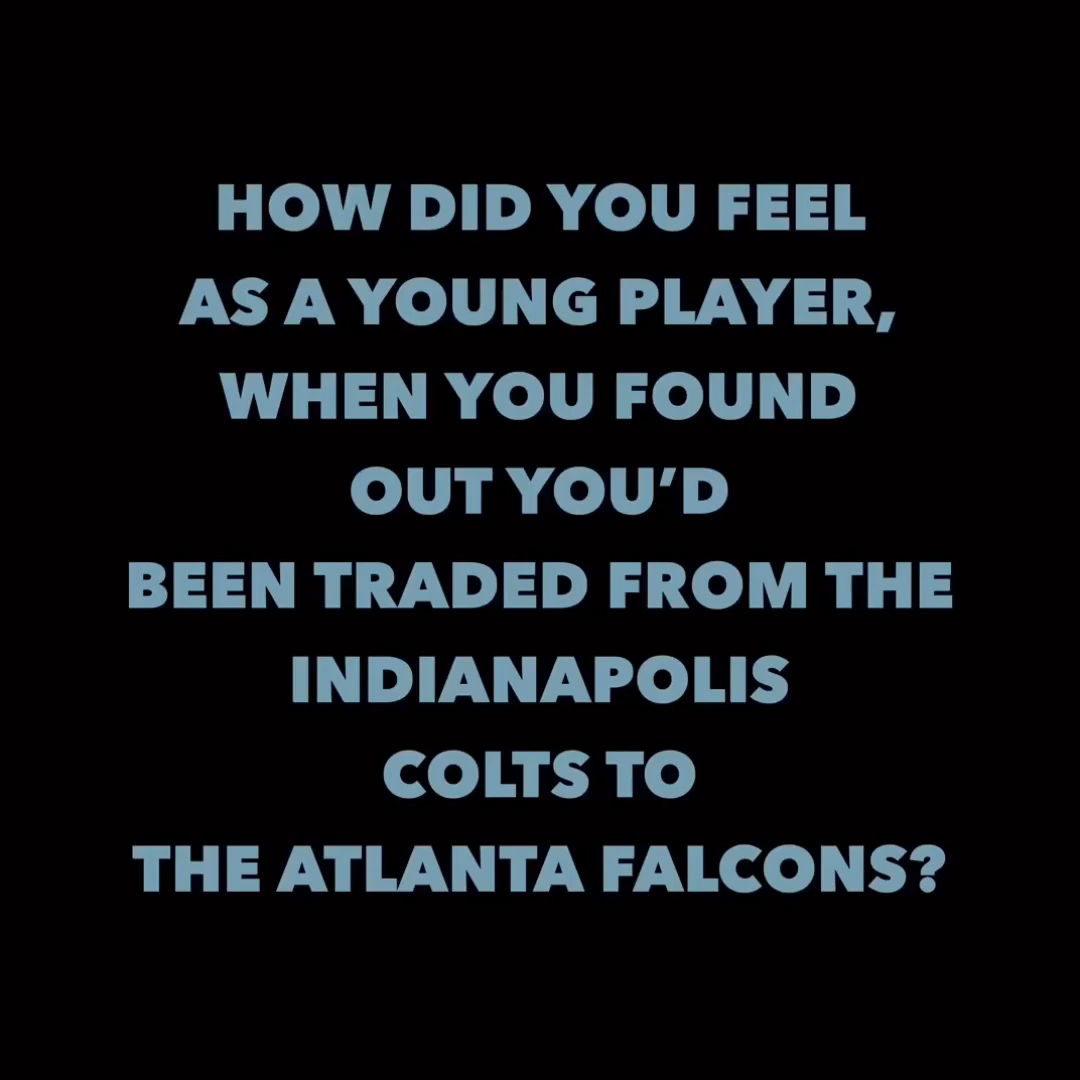 HOW DID YOU FEEL
AS A YOUNG PLAYER,
WHEN YOU FOUND
OUT YOU’D
BEEN TRADED FROM THE
INDIANAPOLIS
COLTS TO
THE ATLANTA FALCONS?